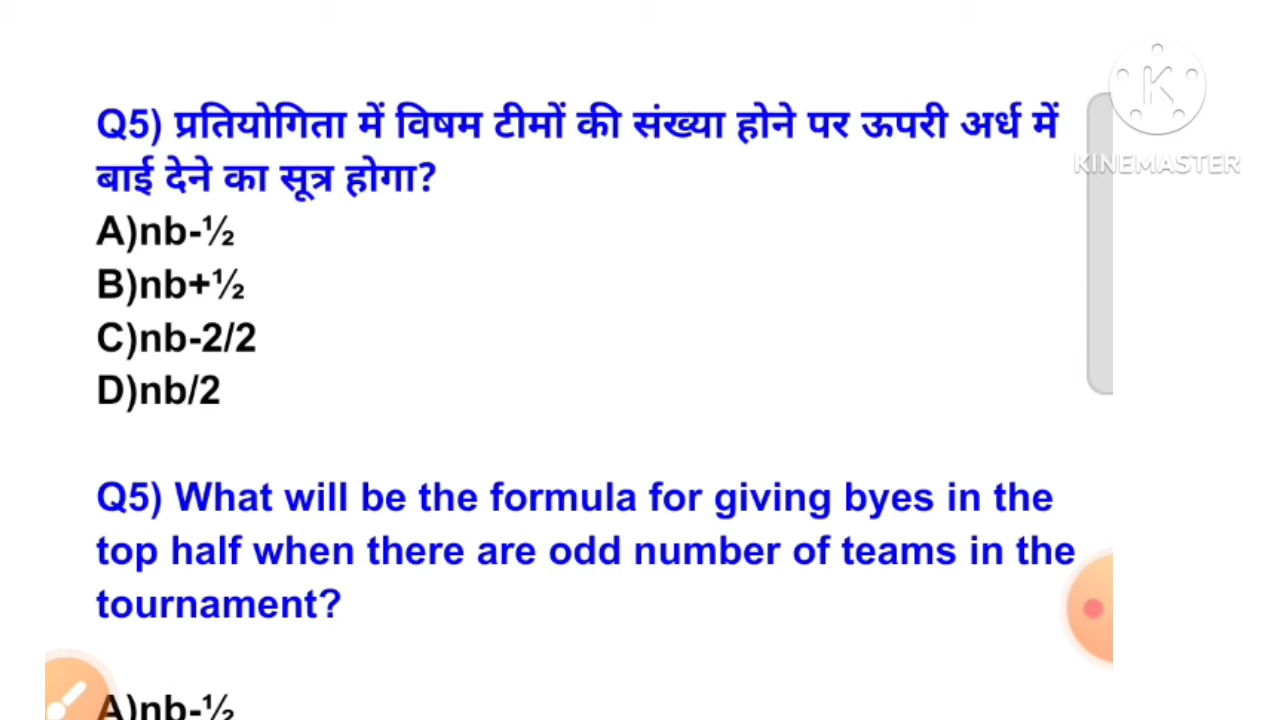 Q5) प्रतियोगिता में विषम टीमों की संख्या होने पर ऊपरी अर्ध में
बाई देने का सूत्र होगा?
A)nb-½
B)nb+½
C)nb-2/2
D)nb/2
Q5) What will be the formula for giving byes in the
top half when there are odd number of teams in the
tournament?
A)nb-½
K
KINEMASTER